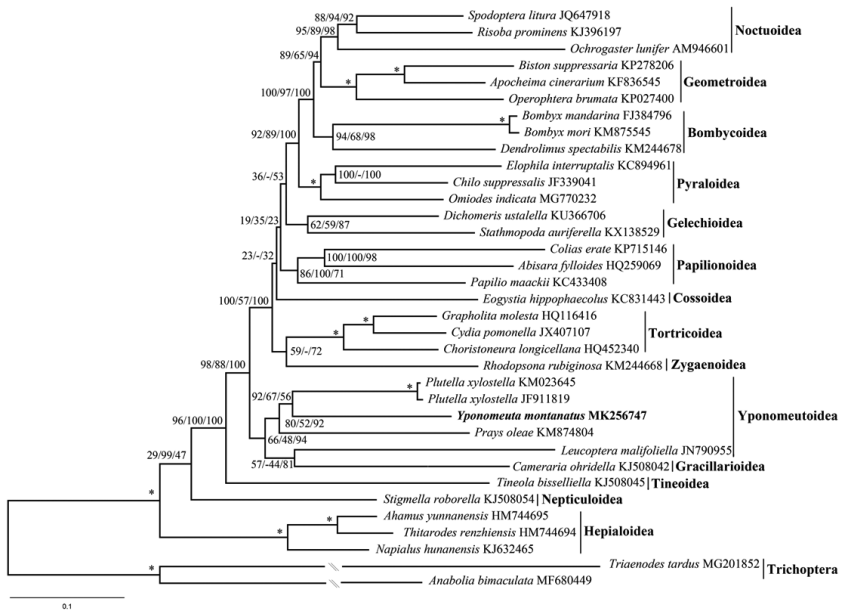 88/94/92
Spodoptera litura JQ647918
95/89/98
Risoba prominens KJ396197
Noctuoidea
Ochrogaster lunifer AM946601
89/65/94
Biston suppressaria KP278206
*
*
Apocheima cinerarium KF836545
Geometroidea
Operophtera brumata KP027400
100/97/100
Bombyx mandarina FJ384796
*
Bombyx mori KM875545
Bombycoidea
92/89/100
94/68/98
Dendrolimus spectabilis KM244678
Elophila interruptalis KC894961
36/-/53
*
100/-/100
Chilo suppressalis JF339041
Pyraloidea
Omiodes indicata MG770232
19/35/23
Dichomeris ustalella KU366706
62/59/87
Gelechioidea
Stathmopoda auriferella KX138529
23/-/32
Colias erate KP715146
100/100/98
Abisara fylloides HQ259069
Papilionoidea
86/100/71
Papilio maackii KC433408
100/57/100
Eogystia hippophaecolus KC831443
Cossoidea
Grapholita molesta HQ116416
*
*
Cydia pomonella JX407107
Tortricoidea
59/-/72
Choristoneura longicellana HQ452340
98/88/100
Rhodopsona rubiginosa KM244668
Zygaenoidea
Plutella xylostella KM023645
*
92/67/56
Plutella xylostella JF911819
Yponomeuta montanatus MK256747
Yponomeutoidea
80/52/92
96/100/100
Prays oleae KM874804
66/48/94
Leucoptera malifoliella JN790955
57/-44/81
Cameraria ohridella KJ508042
Gracillarioidea
29/99/47
Tineola bisselliella KJ508045
Tineoidea
*
Stigmella roborella KJ508054
Nepticuloidea
Ahamus yunnanensis HM744695
*
*
Thitarodes renzhiensis HM744694
Hepialoidea
Napialus hunanensis KJ632465
*
Triaenodes tardus MG201852
Trichoptera
Anabolia bimaculata MF680449
0.1